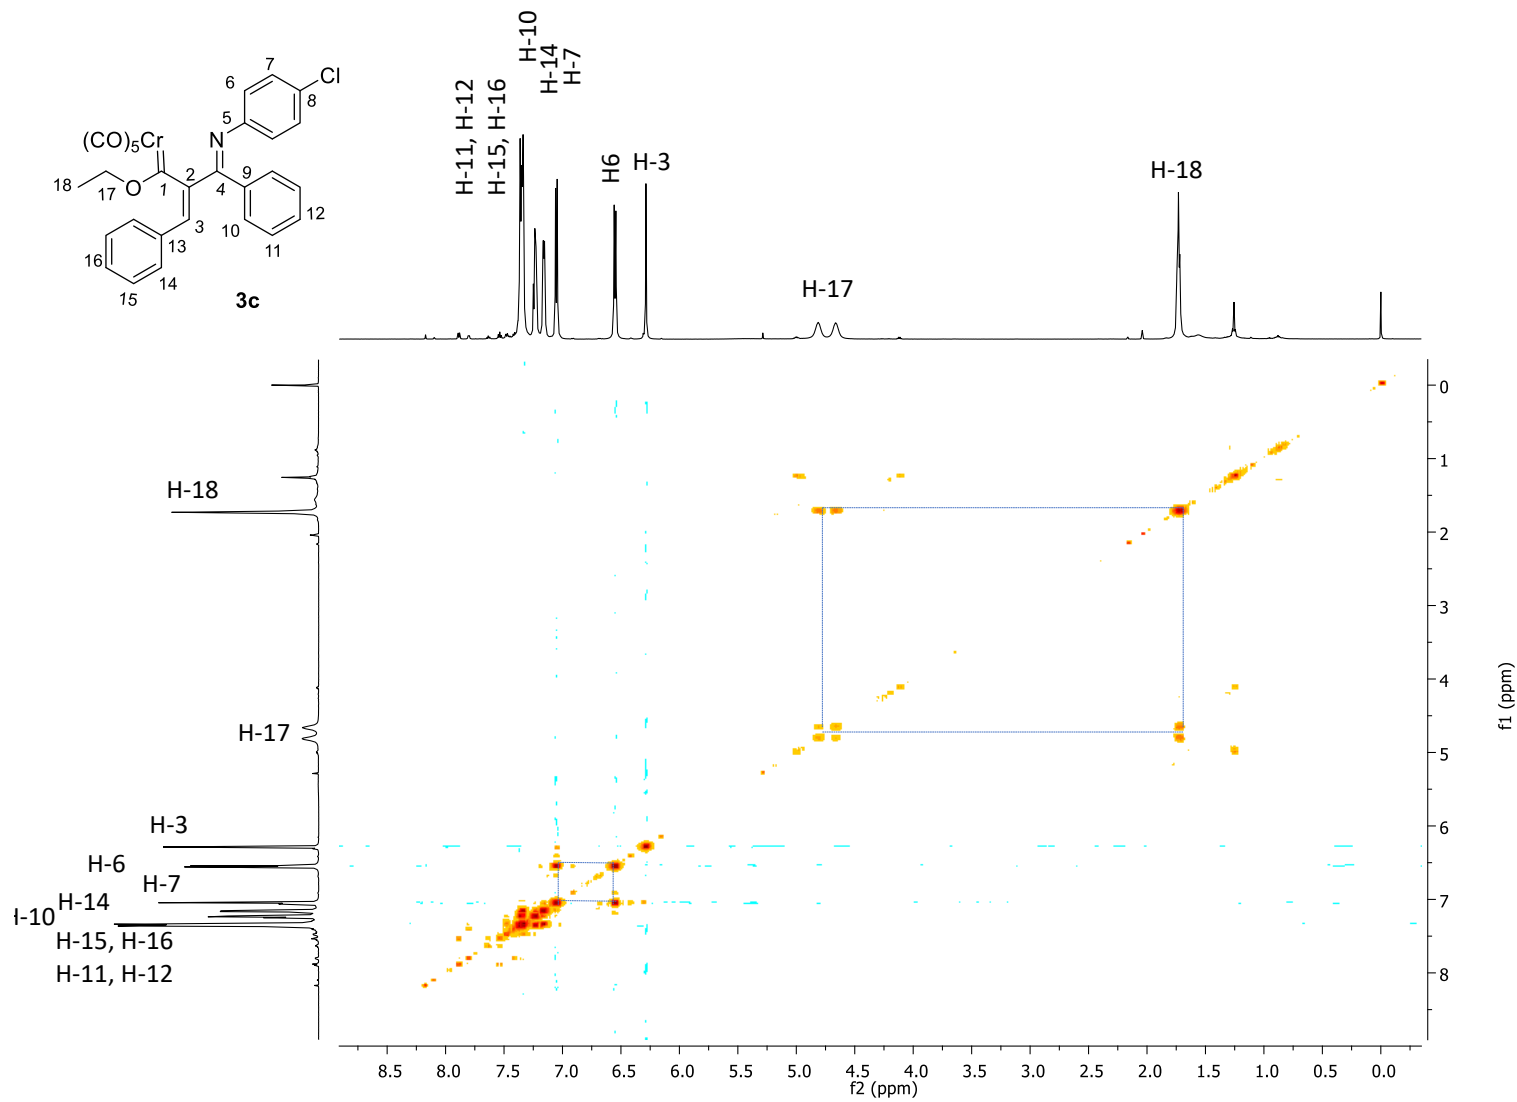 H-10
H-14
H-7
H-11, H-12
H-15, H-16
H6
H-3
H-17
H-18
7
6
Cl
8
5
(CO)5Cr
N
18
17
O
1
2
4
9
3
10
11
12
13
14
15
16
3c
H-18
H-17
H-3
H-6
H-7
H-14
H-10
H-15, H-16
H-11, H-12
0
1
2
3
4
5
6
7
8
f1 (ppm)
8.5 8.0 7.5 7.0 6.5 6.0 5.5 5.0 4.5 4.0 3.5 3.0 2.5 2.0 1.5 1.0 0.5 0.0
f2 (ppm)